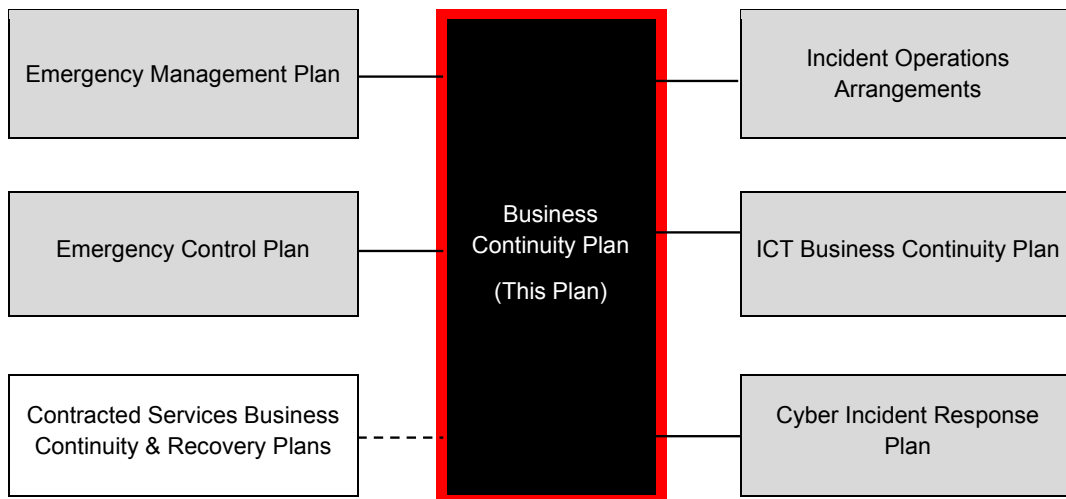 Emergency Management Plan
Emergency Control Plan
Contracted Services Business
Continuity & Recovery Plans
Business
Continuity Plan
(This Plan)
Incident Operations
Arrangements
ICT Business Continuity Plan
Cyber Incident Response
Plan